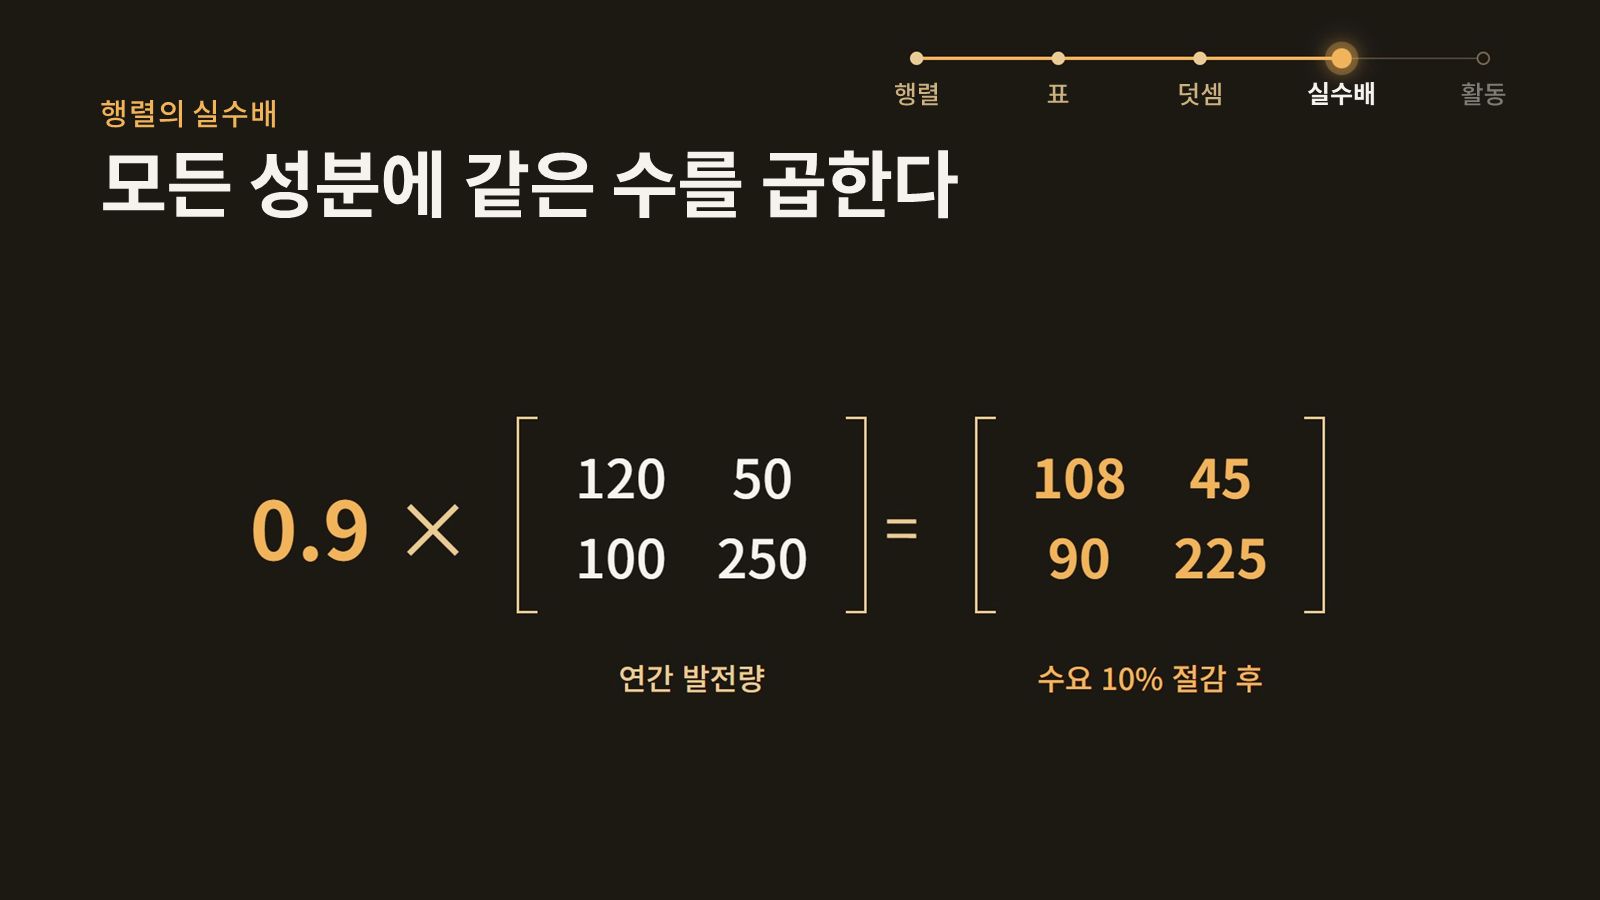 행렬 표 덧셈 실수배 활동
행렬의 실수배
모든 성분에 같은 수를 곱한다
0.9 × [ 120 50 ] = [ 108 45 ]
100 250 90 225
연간 발전량 수요 10% 절감 후